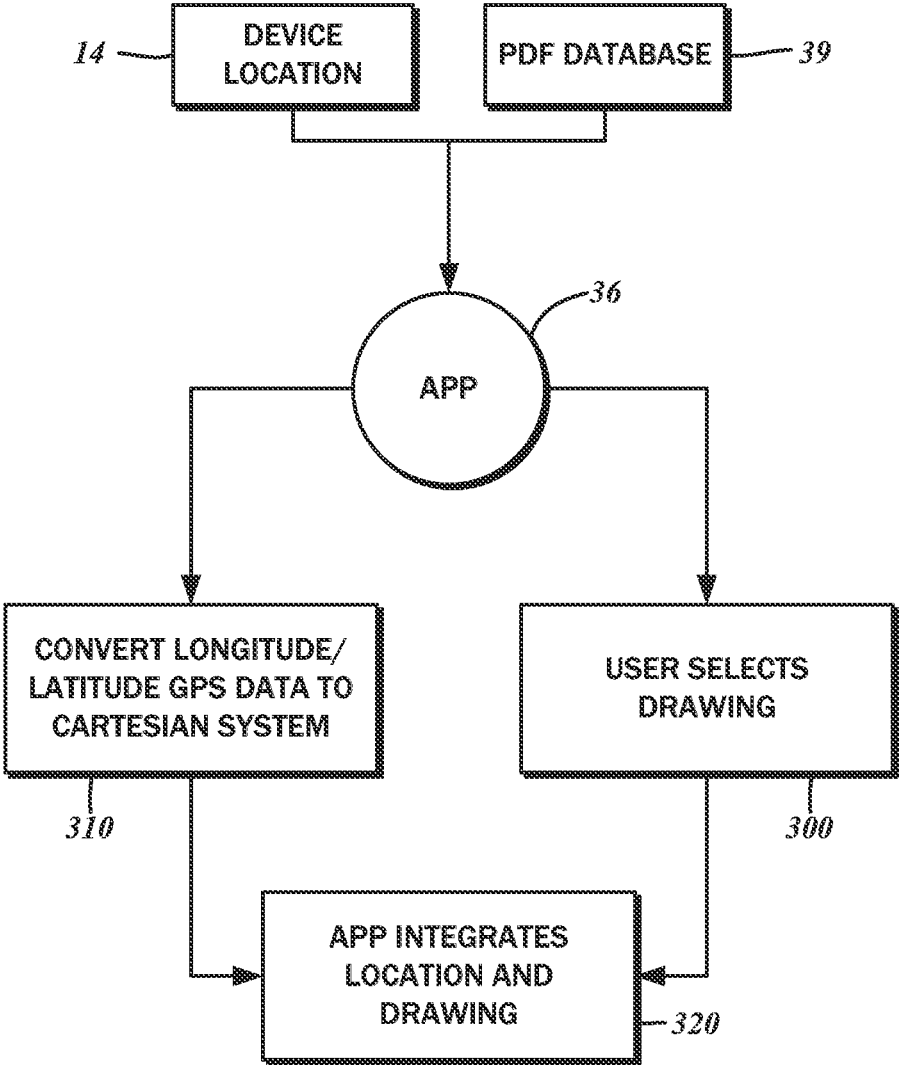 14
DEVICE
LOCATION
PDF DATABASE
39
36
APP
CONVERT LONGITUDE/
LATITUDE GPS DATA TO
CARTESIAN SYSTEM
310
USER SELECTS
DRAWING
300
APP INTEGRATES
LOCATION AND
DRAWING
320